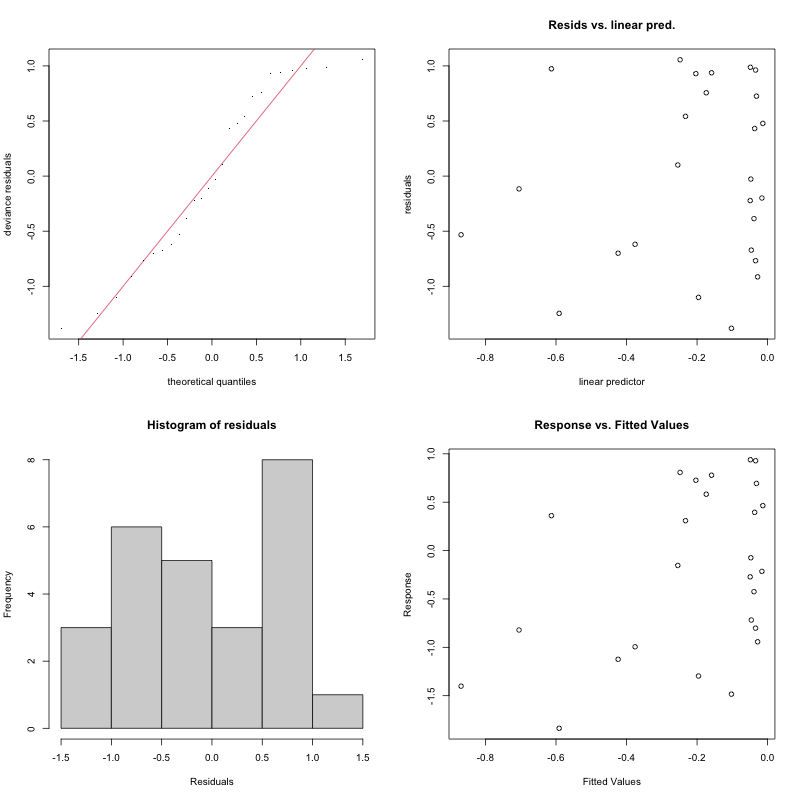 deviance residuals
1.0
0.5
0.0
-0.5
-1.0
-1.5 -1.0 -0.5 0.0 0.5 1.0 1.5
theoretical quantiles
Resids vs. linear pred.
residuals
1.0
0.5
0.0
-0.5
-1.0
-0.8 -0.6 -0.4 -0.2 0.0
linear predictor
Histogram of residuals
Frequency
8
6
4
2
0
-1.5 -1.0 -0.5 0.0 0.5 1.0 1.5
Residuals
Response vs. Fitted Values
Response
1.0
0.5
0.0
-0.5
-1.0
-1.5
-0.8 -0.6 -0.4 -0.2 0.0
Fitted Values